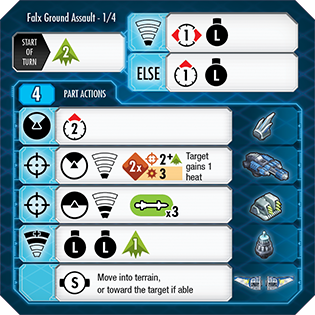 Falx Ground Assault - 1/4
START OF TURN
2
1
L
ELSE
1
L
4 PART ACTIONS
2
2x
2+
3
Target gains 1 heat
x3
L
L
1
S
Move into terrain,
or toward the target if able